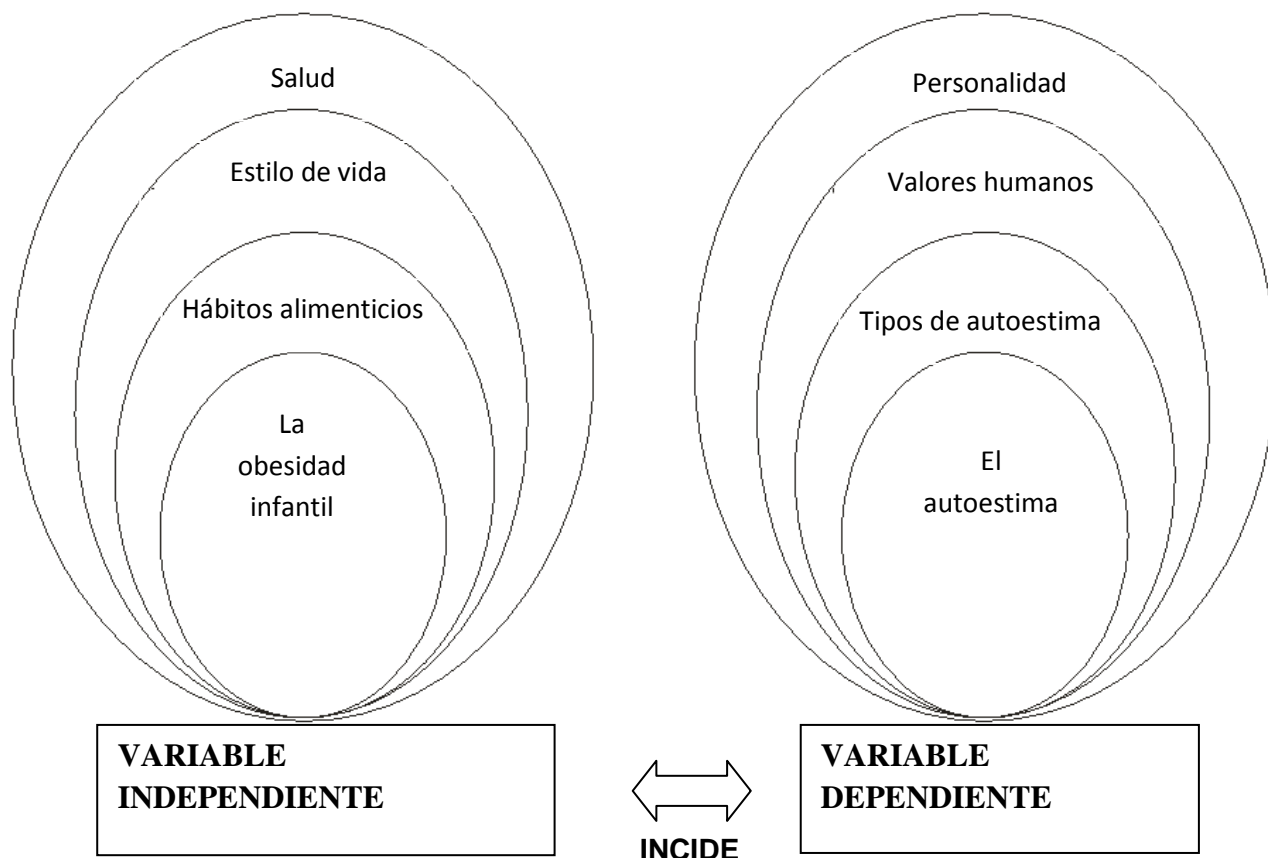 Salud
Estilo de vida
Hábitos alimenticios
La
obesidad
infantil
Personalidad
Valores humanos
Tipos de autoestima
El
autoestima
VARIABLE
INDEPENDIENTE
INCIDE
VARIABLE
DEPENDIENTE